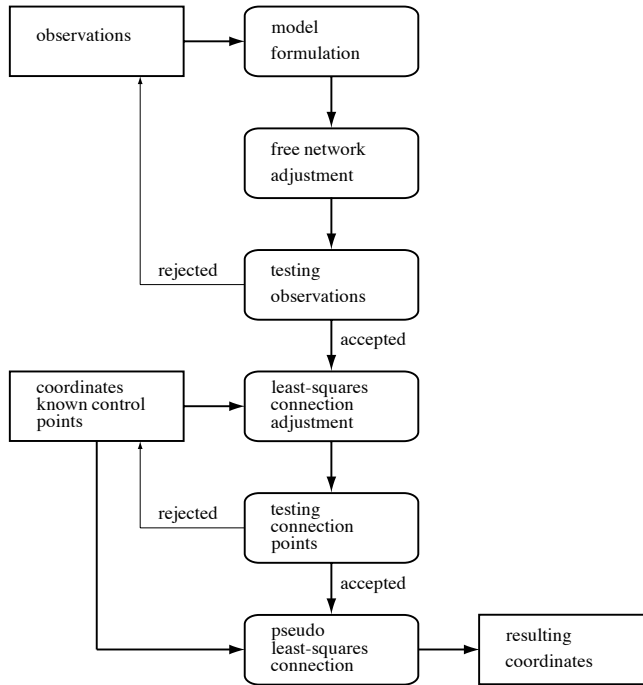 observations
model
formulation
free network
adjustment
rejected
testing
observations
accepted
coordinates
known control
points
least-squares
connection
adjustment
rejected
testing
connection
points
accepted
pseudo
least-squares
connection
resulting
coordinates